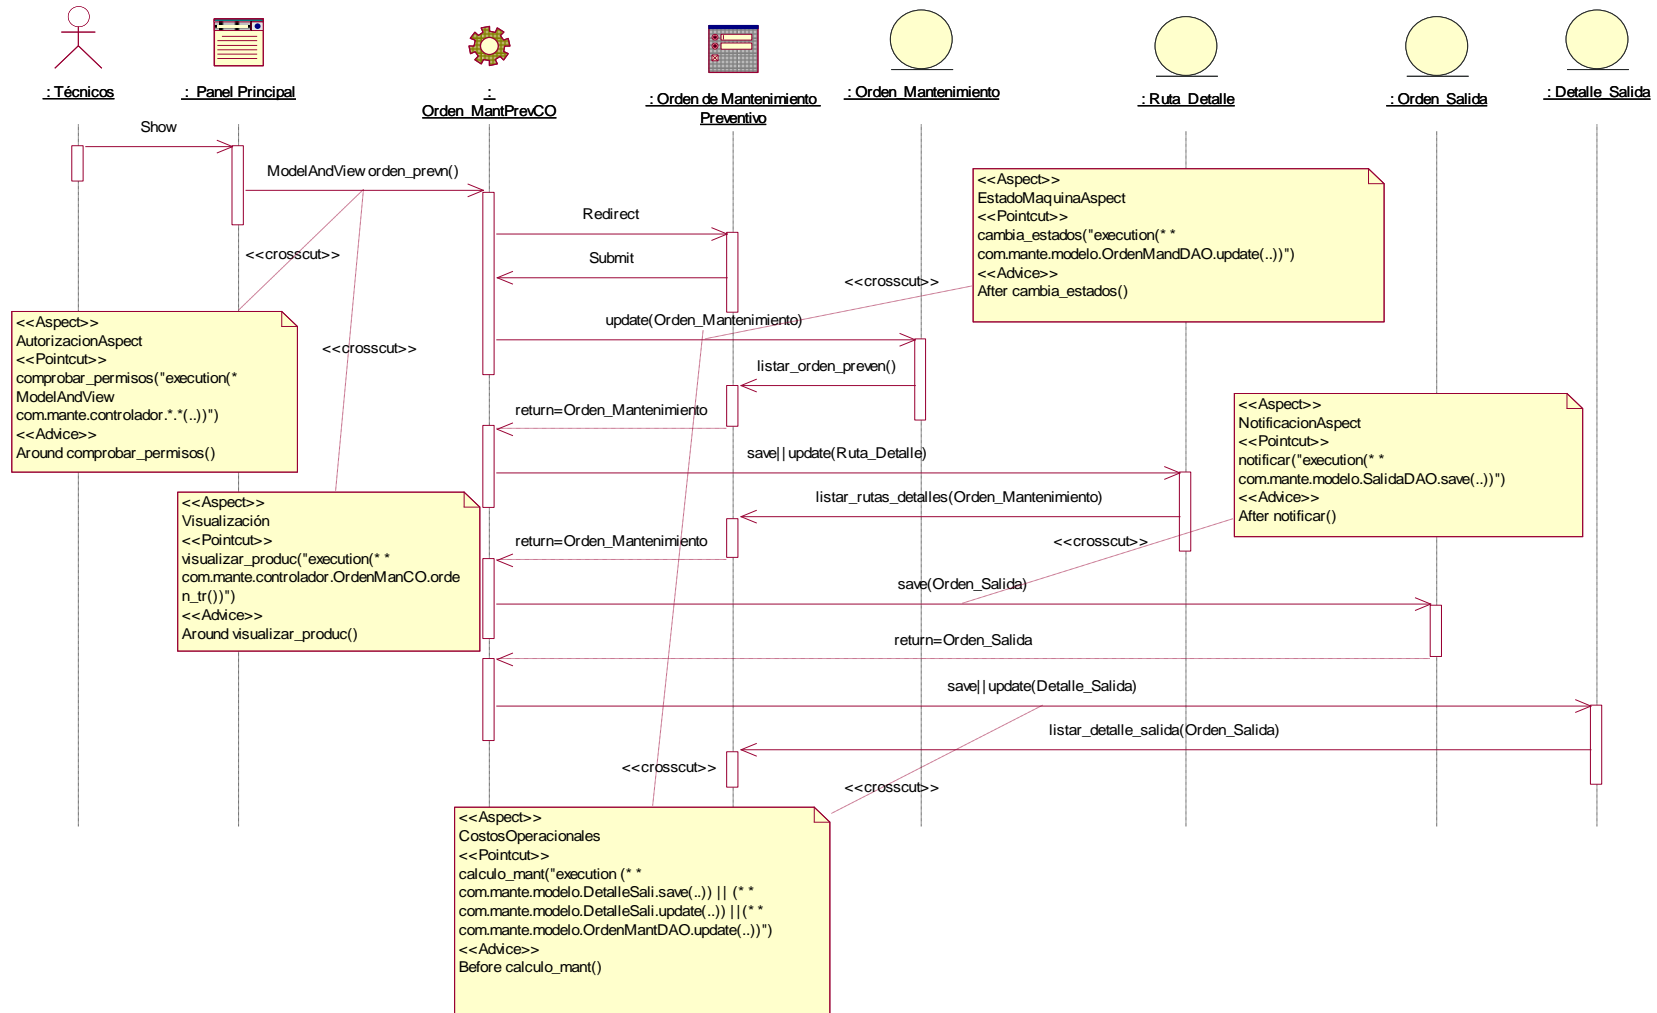 : Técnicos
: Panel Principal
:
Orden_MantPrevCO
: Orden de Mantenimiento
Preventivo
: Orden_Mantenimiento
: Ruta_Detalle
: Orden_Salida
: Detalle_Salida
Show
ModelAndView orden_prevn()
Redirect
Submit
<<crosscut>>
<<crosscut>>
<<Aspect>>
EstadoMaquinaAspect
<<Pointcut>>
cambia_estados("execution(* *
com.mante.modelo.OrdenMandDAO.update(..))")
<<Advice>>
After cambia_estados()
update(Orden_Mantenimiento)
<<Aspect>>
AutorizacionAspect
<<Pointcut>>
comprobar_permisos("execution(*
ModelAndView
com.mante.controlador.*.*(..))")
<<Advice>>
Around comprobar_permisos()
<<crosscut>>
listar_orden_preven()
return=Orden_Mantenimiento
<<Aspect>>
NotificacionAspect
<<Pointcut>>
notificar("execution(* *
com.mante.modelo.SalidaDAO.save(..))")
<<Advice>>
After notificar()
save||update(Ruta_Detalle)
listar_rutas_detalles(Orden_Mantenimiento)
return=Orden_Mantenimiento
<<crosscut>>
<<Aspect>>
Visualización
<<Pointcut>>
visualizar_produc("execution(* *
com.mante.controlador.OrdenManCO.orde
n_tr())")
<<Advice>>
Around visualizar_produc()
save(Orden_Salida)
return=Orden_Salida
save||update(Detalle_Salida)
listar_detalle_salida(Orden_Salida)
<<crosscut>>
<<crosscut>>
<<Aspect>>
CostosOperacionales
<<Pointcut>>
calculo_mant("execution (* *
com.mante.modelo.DetalleSali.save(..)) || (* *
com.mante.modelo.DetalleSali.update(..)) ||(* *
com.mante.modelo.OrdenMantDAO.update(..))")
<<Advice>>
Before calculo_mant()